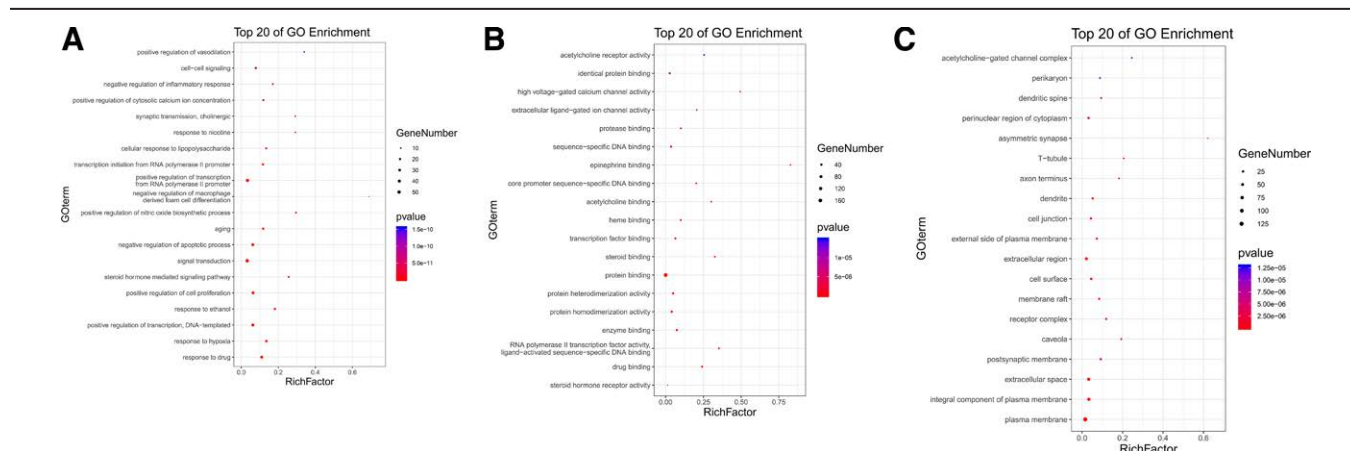 A
Top 20 of GO Enrichment
positive regulation of vasodilation
cell-cell signaling
negative regulation of inflammatory response
positive regulation of cytosolic calcium ion concentration
synaptic transmission, cholinergic
response to nicotine
cellular response to lipopolysaccharide
transcription initiation from RNA polymerase II promoter
positive regulation of transcription
from RNA polymerase II promoter
negative regulation of macrophage
derived foam cell differentiation
positive regulation of nitric oxide biosynthetic process
aging
negative regulation of apoptotic process
signal transduction
steroid hormone mediated signaling pathway
positive regulation of cell proliferation
response to ethanol
positive regulation of transcription, DNA-templated
response to hypoxia
response to drug
GOterm
0.0 0.2 0.4 0.6
RichFactor
GeneNumber
10
20
30
40
50
pvalue
1.5e-10
1.0e-10
5.0e-11
B
Top 20 of GO Enrichment
acetylcholine receptor activity
identical protein binding
high voltage-gated calcium channel activity
extracellular ligand-gated ion channel activity
protease binding
sequence-specific DNA binding
epinephrine binding
core promoter sequence-specific DNA binding
acetylcholine binding
heme binding
transcription factor binding
steroid binding
protein binding
protein heterodimerization activity
protein homodimerization activity
enzyme binding
RNA polymerase II transcription factor activity,
ligand-activated sequence-specific DNA binding
drug binding
steroid hormone receptor activity
GOterm
0.00 0.25 0.50 0.75
RichFactor
GeneNumber
40
80
120
160
pvalue
1e-05
5e-06
C
Top 20 of GO Enrichment
acetylcholine-gated channel complex
perikaryon
dendritic spine
perinuclear region of cytoplasm
asymmetric synapse
T-tubule
axon terminus
dendrite
cell junction
external side of plasma membrane
extracellular region
cell surface
membrane raft
receptor complex
caveola
postsynaptic membrane
extracellular space
integral component of plasma membrane
plasma membrane
GOterm
0.0 0.2 0.4 0.6
RichFactor
GeneNumber
25
50
75
100
125
pvalue
1.25e-05
1.00e-05
7.50e-06
5.00e-06
2.50e-06